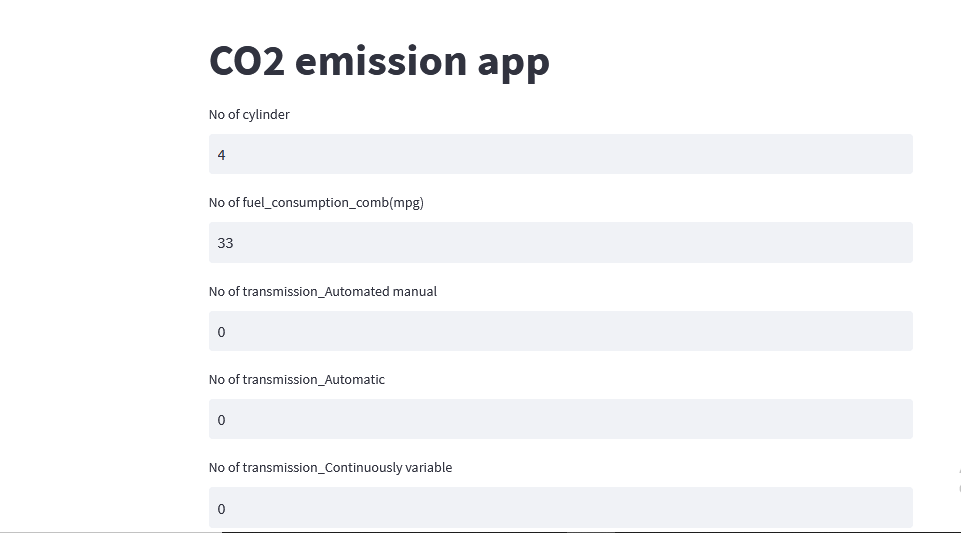 CO2 emission app
No of cylinder
4
No of fuel_consumption_comb(mpg)
33
No of transmission_Automated manual
0
No of transmission_Automatic
0
No of transmission_Continuously variable
0